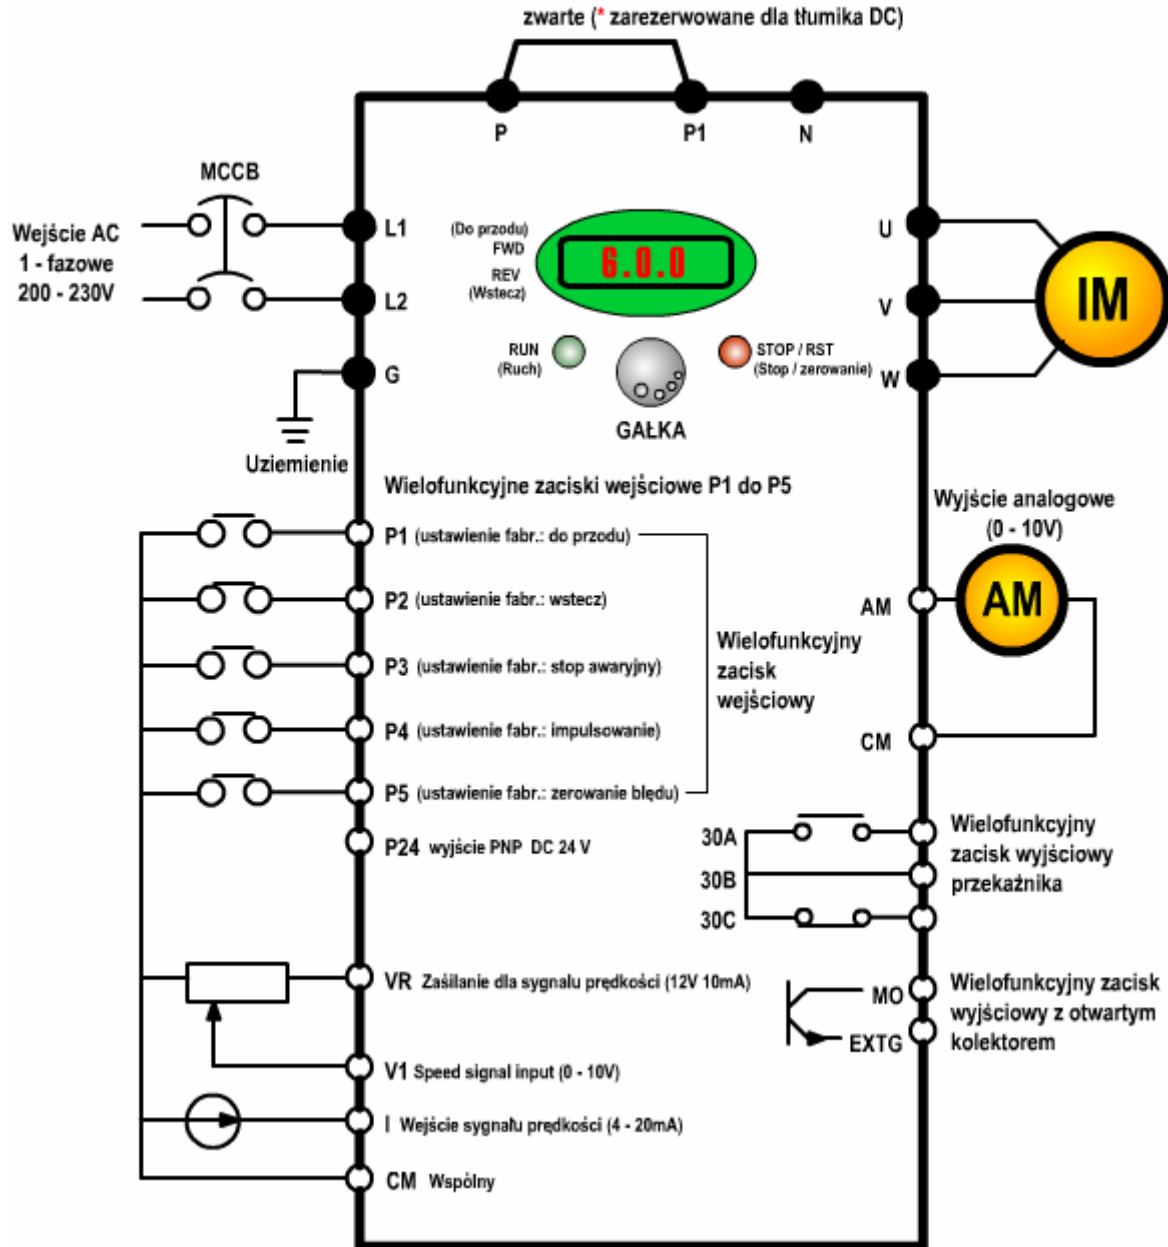 zwarte (* zarezerwowane dla tłumika DC)
P
P1
N
MCCB
Wejście AC
1 - fazowe
200 - 230V
L1
L2
G
Uziemienie
(Do przodu)
FWD
REV
(Wstecz)
6.0.0
RUN
(Ruch)
STOP / RST
(Stop / zerowanie)
GAŁKA
U
V
W
IM
Wielofunkcyjne zaciski wejściowe P1 do P5
P1 (ustawienie fabr.: do przodu)
P2 (ustawienie fabr.: wstecz)
P3 (ustawienie fabr.: stop awaryjny)
P4 (ustawienie fabr.: impulsowanie)
P5 (ustawienie fabr.: zerowanie błędu)
Wielofunkcyjny
zacisk
wejściowy
P24 wyjście PNP DC 24 V
Wyjście analogowe
(0 - 10V)
AM
AM
CM
30A
30B
30C
Wielofunkcyjny
zacisk wyjściowy
przekaźnika
VR Zaśilanie dla sygnalu prędkości (12V 10mA)
V1 Speed signal input (0 - 10V)
I Wejście sygnału prędkości (4 - 20mA)
CM Wspólny
MO
EXTG
Wielofunkcyjny zacisk
wyjściowy z otwartym
kolektorem